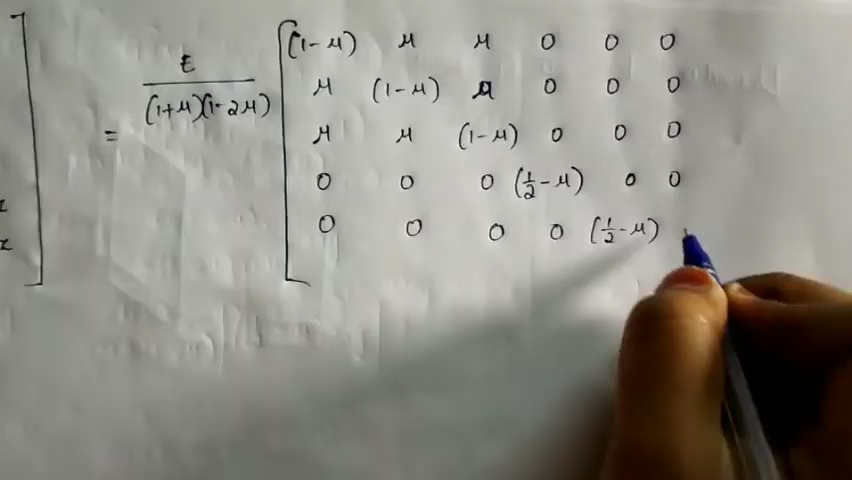 (1-μ) μ μ 0 0 0
E
μ (1-μ) μ 0 0 0
(1+μ)(1-2μ)
= μ μ (1-μ) 0 0 0
0 0 0 (1/2-μ) 0 0
0 0 0 0 (1/2-μ)